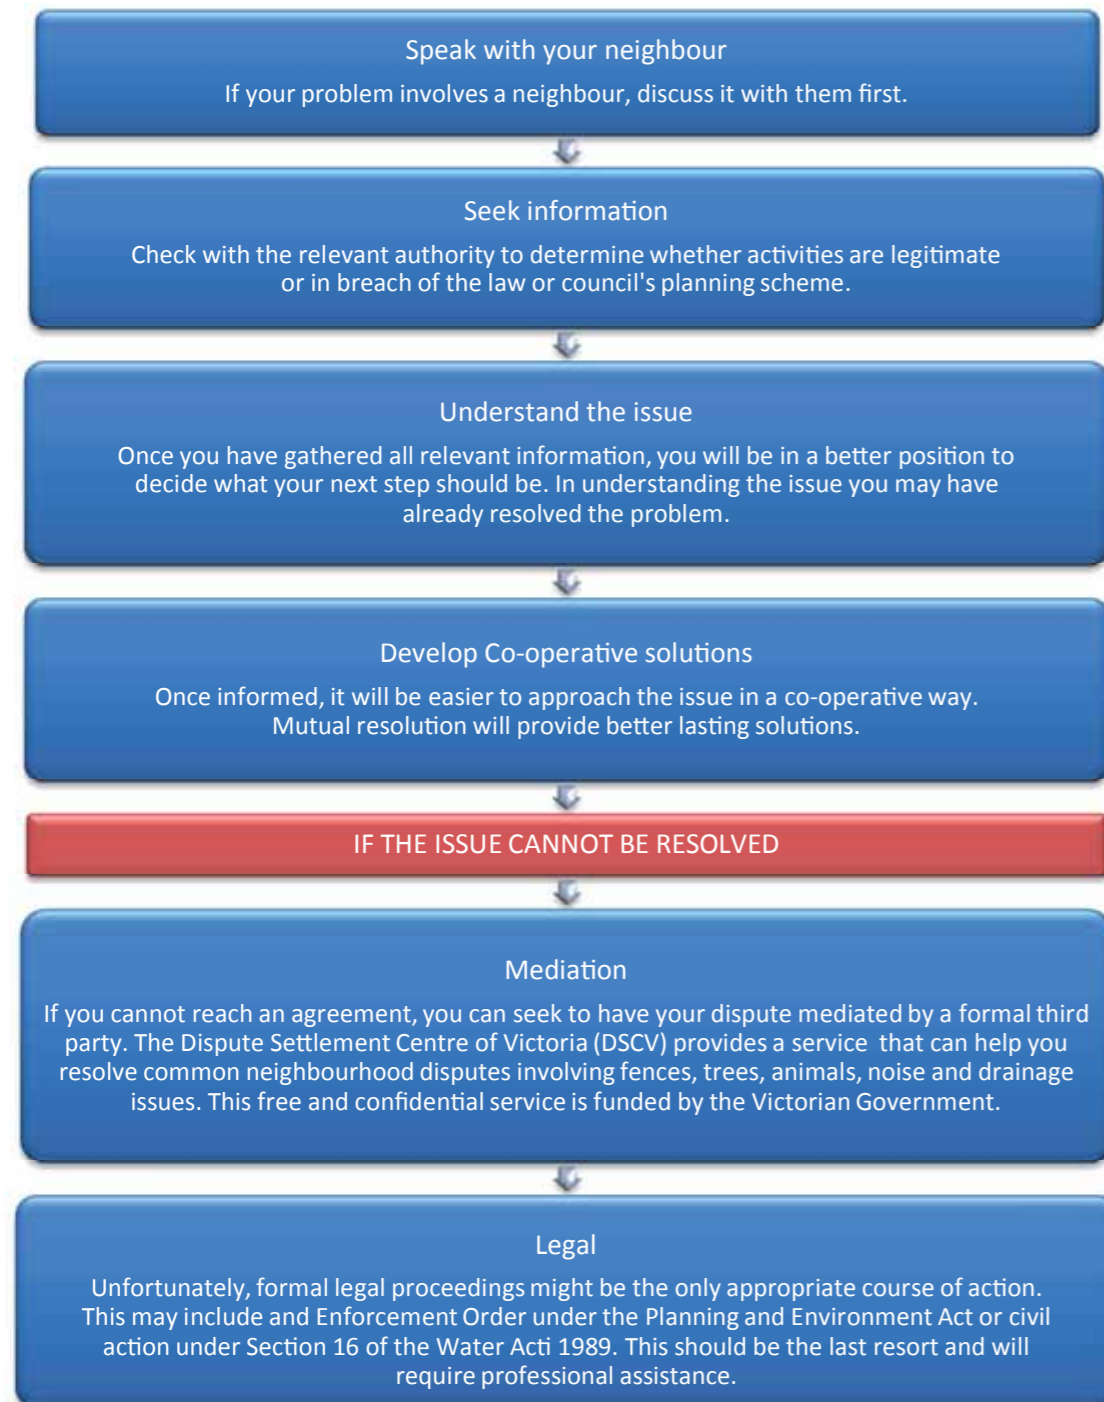 Speak with your neighbour
If your problem involves a neighbour, discuss it with them first.
Seek information
Check with the relevant authority to determine whether activities are legitimate
or in breach of the law or council's planning scheme.
Understand the issue
Once you have gathered all relevant information, you will be in a better position to
decide what your next step should be. In understanding the issue you may have
already resolved the problem.
Develop Co-operative solutions
Once informed, it will be easier to approach the issue in a co-operative way.
Mutual resolution will provide better lasting solutions.
IF THE ISSUE CANNOT BE RESOLVED
Mediation
If you cannot reach an agreement, you can seek to have your dispute mediated by a formal third
party. The Dispute Settlement Centre of Victoria (DSCV) provides a service that can help you
resolve common neighbourhood disputes involving fences, trees, animals, noise and drainage
issues. This free and confidential service is funded by the Victorian Government.
Legal
Unfortunately, formal legal proceedings might be the only appropriate course of action.
This may include and Enforcement Order under the Planning and Environment Act or civil
action under Section 16 of the Water Acti 1989. This should be the last resort and will
require professional assistance.